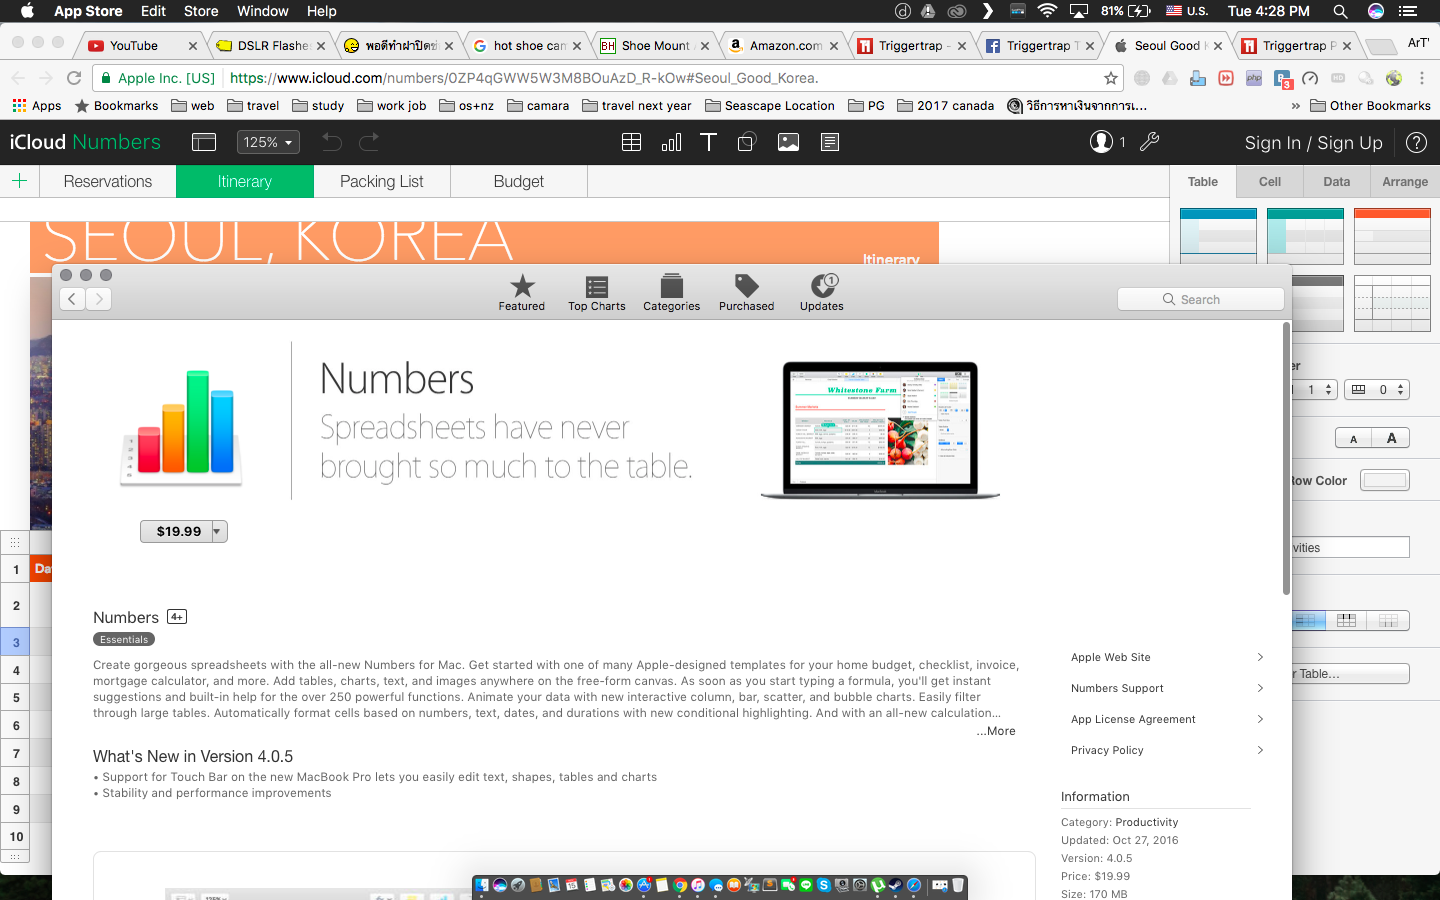 App Store Edit Store Window Help
81% U.S. Tue 4:28 PM
YouTube
DSLR Flashe
พอดีทำฝาปิดช่
hot shoe cam
BH Shoe Mount
Amazon.com
Triggertrap -
Triggertrap T
Seoul Good K
Triggertrap P
ArT'
Apple Inc. [US] https://www.icloud.com/numbers/0ZP4qGWW5W3M8BOuAzD_R-kOw#Seoul_Good_Korea.
php
3
Apps Bookmarks web travel study work job os+nz camara travel next year Seascape Location PG 2017 canada วิธีการทาเงินจากการเ... » Other Bookmarks
iCloud Numbers 125% T 1 Sign In / Sign Up ?
+ Reservations Itinerary Packing List Budget
Table Cell Data Arrange
SEOUL, KOREA
Itinerary
Featured Top Charts Categories Purchased Updates
1
Search
Numbers
Spreadsheets have never
brought so much to the table.
Whitestone Farm
$19.99
er
1 0
A A
Row Color
vities
r Table...
1 Da
2
3
4
5
6
7
8
9
10
Numbers 4+
Essentials
Create gorgeous spreadsheets with the all-new Numbers for Mac. Get started with one of many Apple-designed templates for your home budget, checklist, invoice,
mortgage calculator, and more. Add tables, charts, text, and images anywhere on the free-form canvas. As soon as you start typing a formula, you'll get instant
suggestions and built-in help for the over 250 powerful functions. Animate your data with new interactive column, bar, scatter, and bubble charts. Easily filter
through large tables. Automatically format cells based on numbers, text, dates, and durations with new conditional highlighting. And with an all-new calculation...
...More
What's New in Version 4.0.5
• Support for Touch Bar on the new MacBook Pro lets you easily edit text, shapes, tables and charts
• Stability and performance improvements
Apple Web Site
Numbers Support
App License Agreement
Privacy Policy
Information
Category: Productivity
Updated: Oct 27, 2016
Version: 4.0.5
Price: $19.99
Size: 170 MB